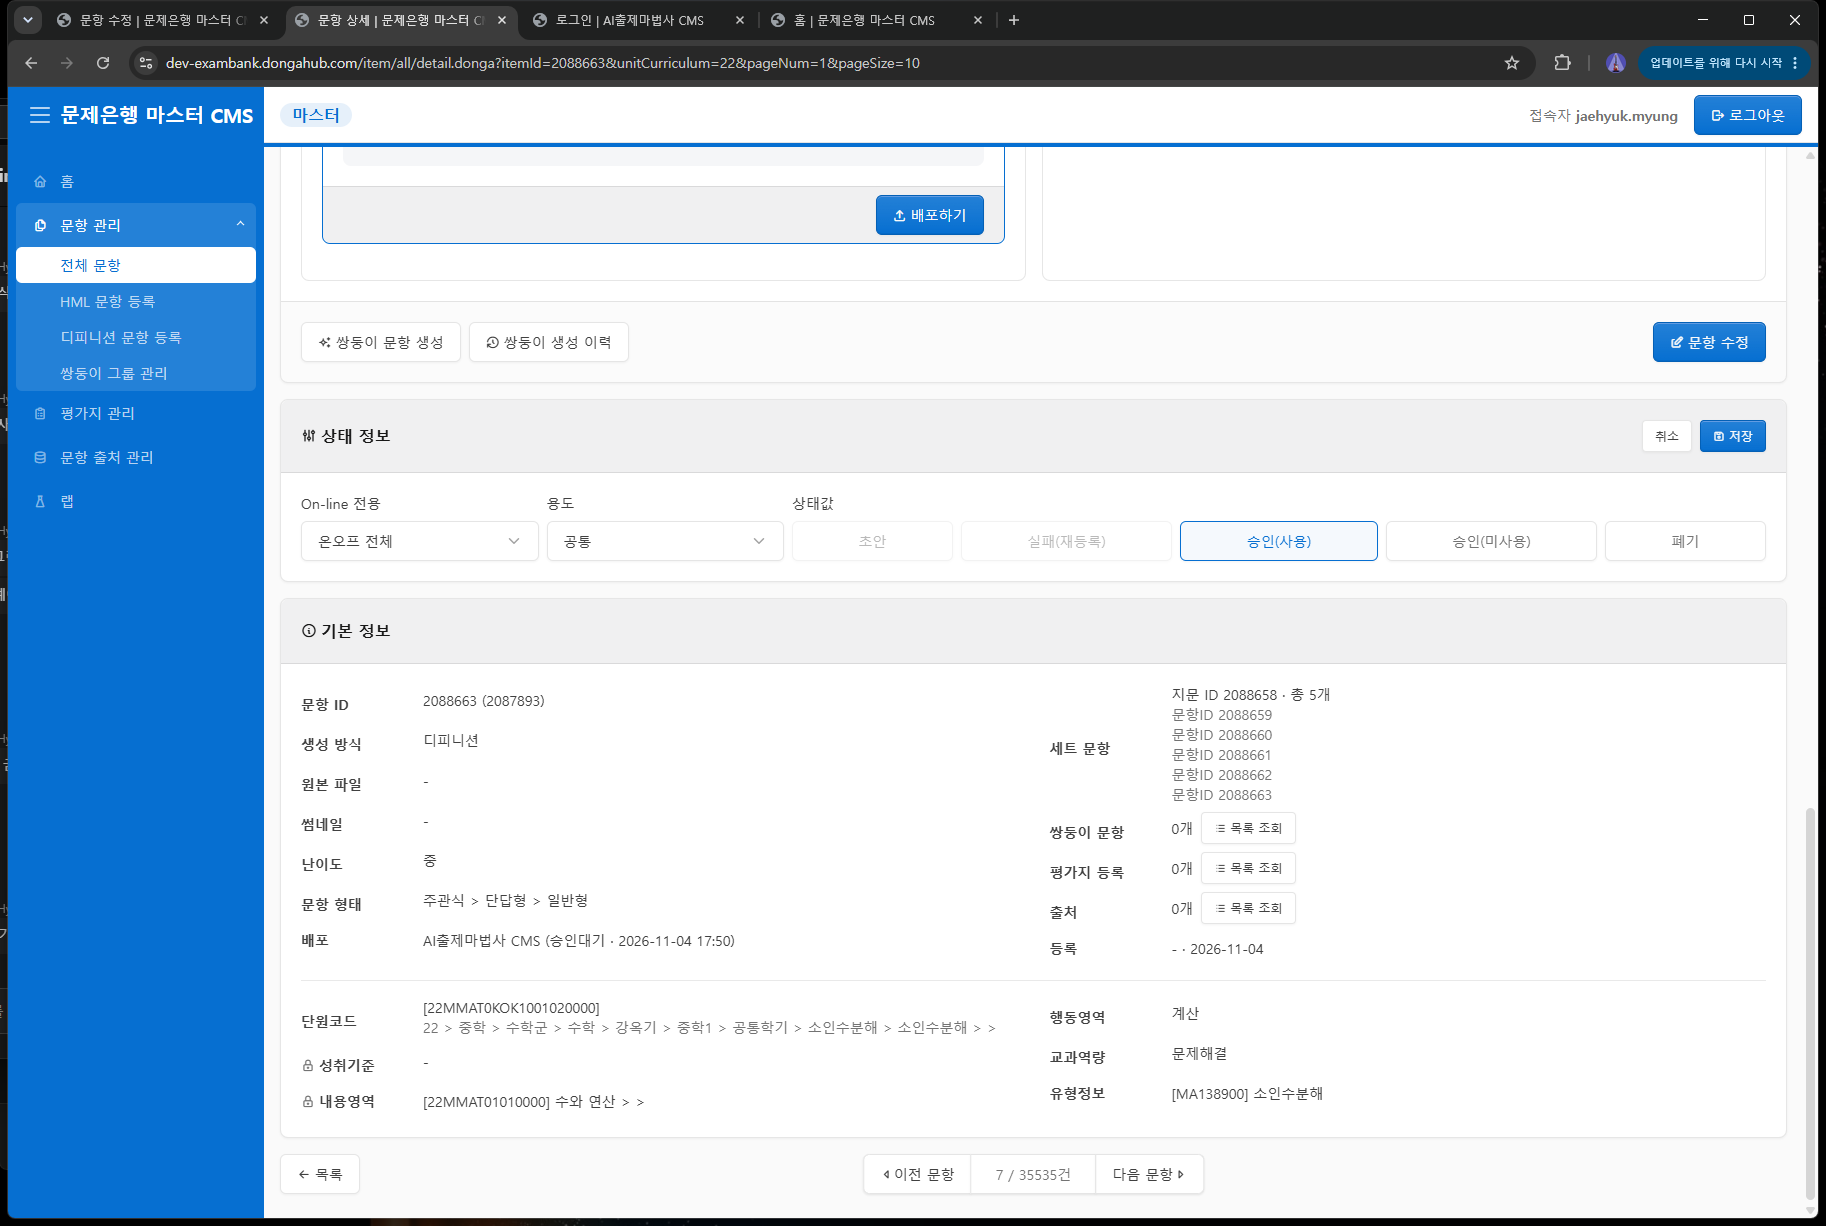 문항 수정 | 문제은행 마스터 C
문항 상세 | 문제은행 마스터 C
로그인 | AI출제마법사 CMS
홈 | 문제은행 마스터 CMS
dev-exambank.dongahub.com/item/all/detail.donga?itemId=2088663&unitCurriculum=22&pageNum=1&pageSize=10
업데이트를 위해 다시 시작
문제은행 마스터 CMS
마스터
접속자 jaehyuk.myung
로그아웃
홈
문항 관리
전체 문항
HML 문항 등록
디피니션 문항 등록
쌍둥이 그룹 관리
평가지 관리
문항 출처 관리
랩
배포하기
쌍둥이 문항 생성
쌍둥이 생성 이력
문항 수정
상태 정보
취소
저장
On-line 전용
용도
상태값
온오프 전체
공통
초안
실패(재등록)
승인(사용)
승인(미사용)
폐기
기본 정보
문항 ID
2088663 (2087893)
생성 방식
디피니션
원본 파일
-
썸네일
-
난이도
중
문항 형태
주관식 > 단답형 > 일반형
배포
AI출제마법사 CMS (승인대기 · 2026-11-04 17:50)
세트 문항
지문 ID 2088658 · 총 5개
문항ID 2088659
문항ID 2088660
문항ID 2088661
문항ID 2088662
문항ID 2088663
쌍둥이 문항
0개
목록 조회
평가지 등록
0개
목록 조회
출처
0개
목록 조회
등록
- · 2026-11-04
단원코드
[22MMAT0KOK1001020000]
22 > 중학 > 수학군 > 수학 > 강옥기 > 중학1 > 공통학기 > 소인수분해 > 소인수분해 > >
성취기준
-
내용영역
[22MMAT01010000] 수와 연산 > >
행동영역
계산
교과역량
문제해결
유형정보
[MA138900] 소인수분해
목록
이전 문항
7 / 35535건
다음 문항